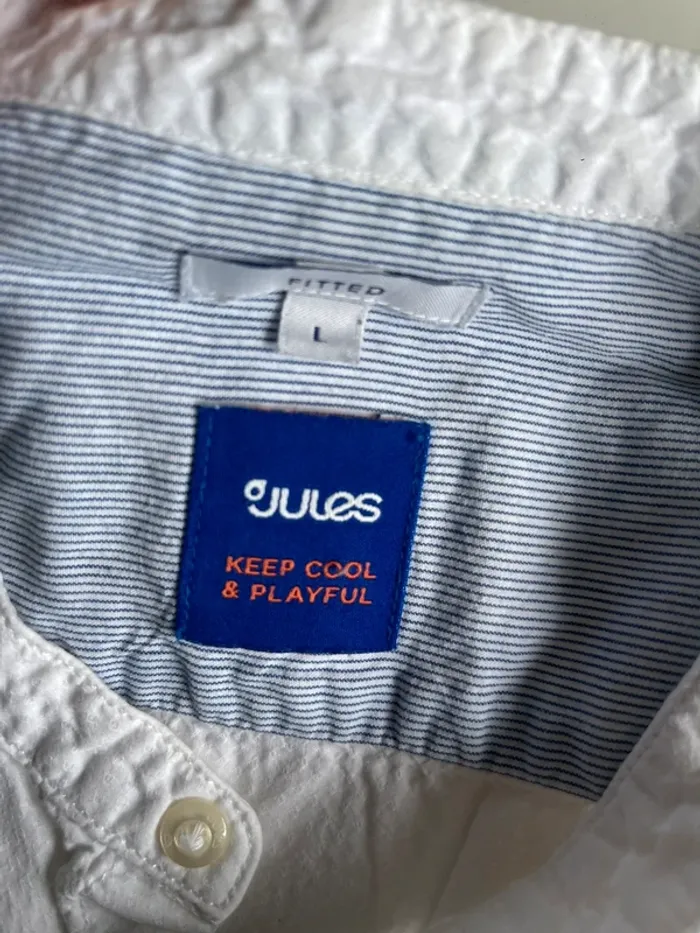 FITTED
L
Jules
KEEP COOL
& PLAYFUL